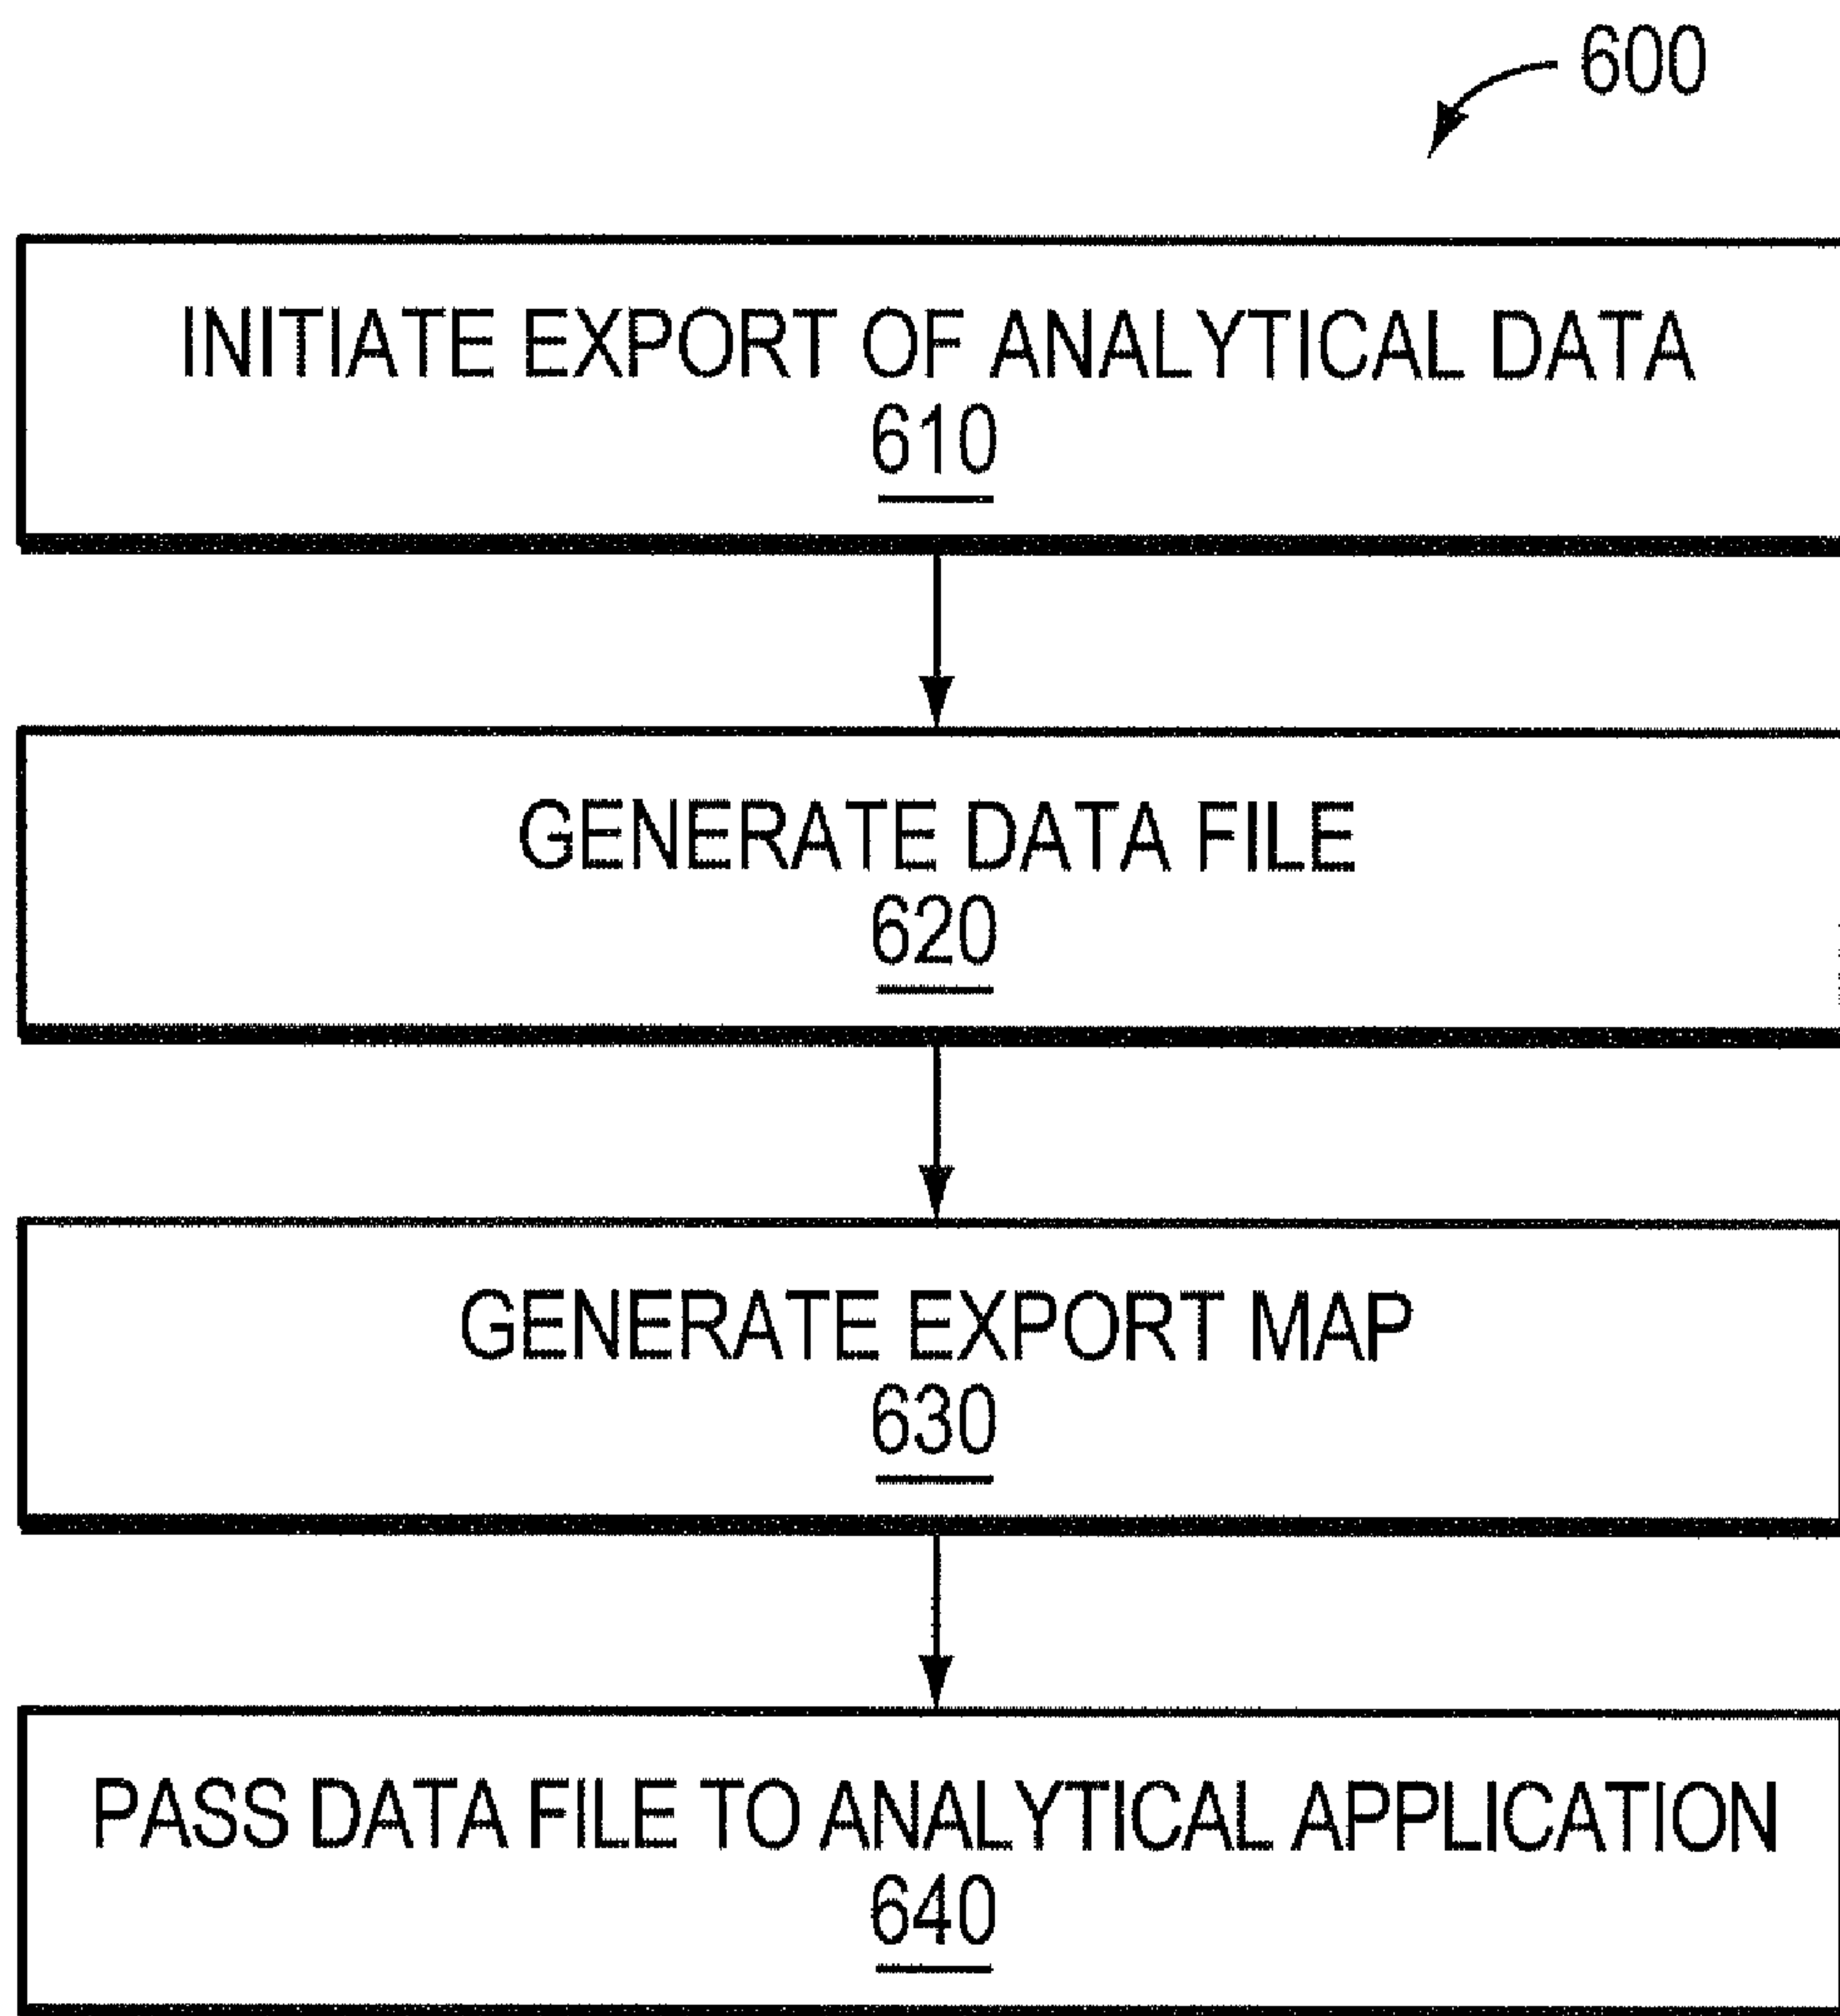 600
INITIATE EXPORT OF ANALYTICAL DATA
610
GENERATE DATA FILE
620
GENERATE EXPORT MAP
630
PASS DATA FILE TO ANALYTICAL APPLICATION
640